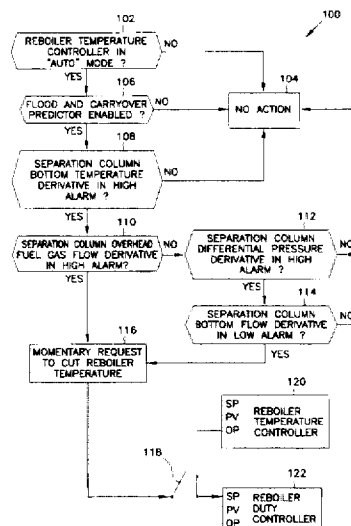 102
100
REBOILER TEMPERATURE
CONTROLLER IN
"AUTO" MODE ?
NO
YES
106
104
FLOOD AND CARRYOVER
PREDICTOR ENABLED ?
NO
NO ACTION
YES
108
SEPARATION COLUMN
BOTTOM TEMPERATURE
DERIVATIVE IN HIGH
ALARM ?
NO
YES
110
112
SEPARATION COLUMN OVERHEAD
FUEL GAS FLOW DERIVATIVE
IN HIGH ALARM?
NO
SEPARATION COLUMN
DIFFERENTIAL PRESSURE
DERIVATIVE IN HIGH
ALARM ?
NO
YES
YES
114
SEPARATION COLUMN
BOTTOM FLOW DERIVATIVE
IN LOW ALARM ?
NO
116
YES
MOMENTARY REQUEST
TO CUT REBOILER
TEMPERATURE
120
SP
PV REBOILER
TEMPERATURE
OP CONTROLLER
118
122
SP REBOILER
PV DUTY
OP CONTROLLER